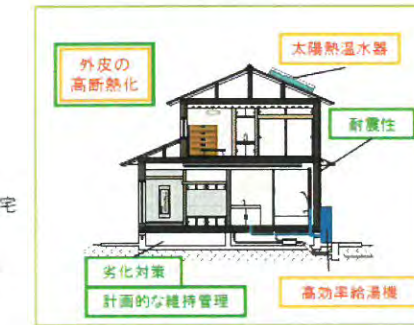 外皮の
高断熱化
太陽熱温水器
耐震性
宅
劣化対策
計画的な維持管理
高効率給湯機